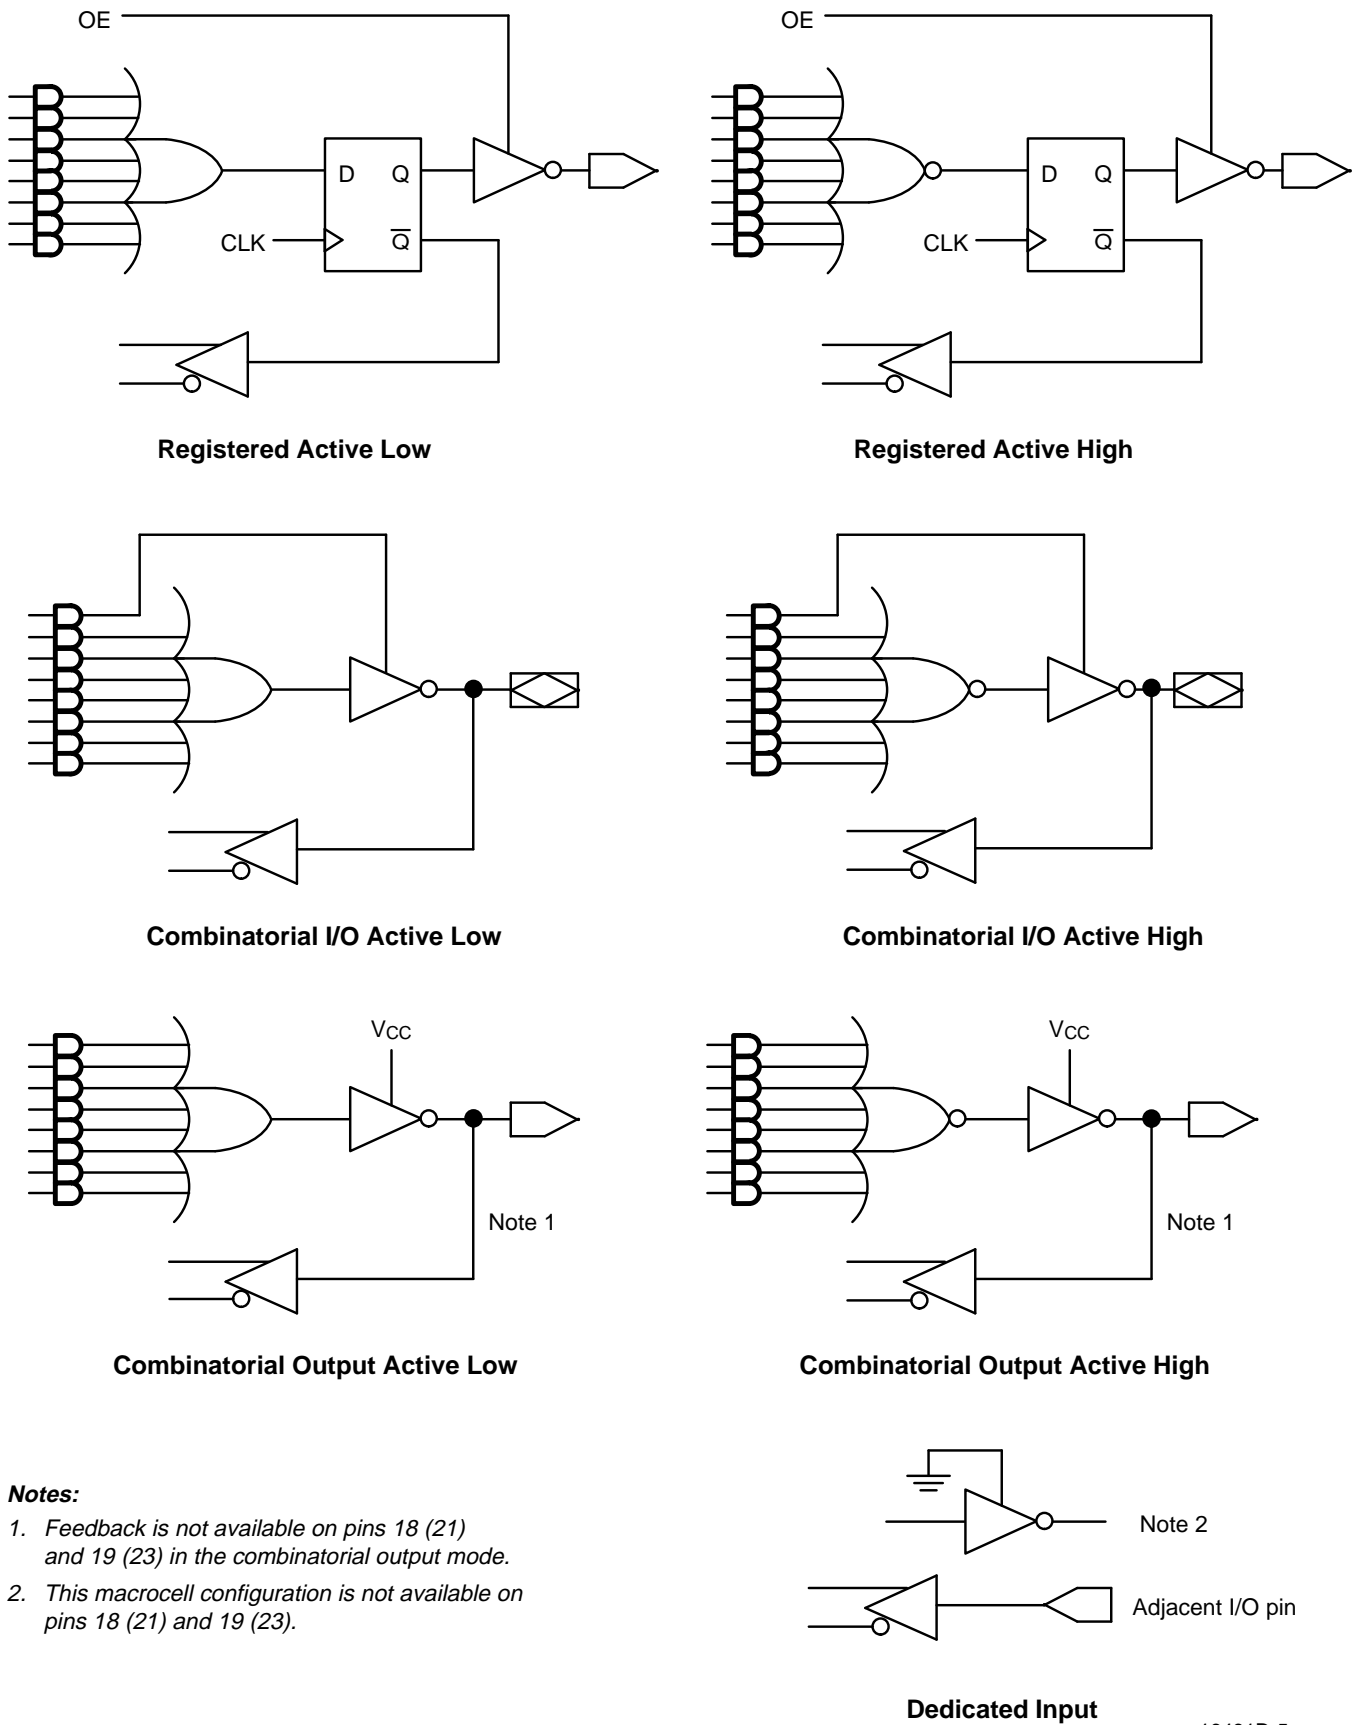 OE
OE
D Q
CLK Q
D Q
CLK Q
Registered Active Low
Registered Active High
Combinatorial I/O Active Low
Combinatorial I/O Active High
VCC
VCC
Note 1
Note 1
Combinatorial Output Active Low
Combinatorial Output Active High
Notes:
1. Feedback is not available on pins 18 (21)
and 19 (23) in the combinatorial output mode.
2. This macrocell configuration is not available on
pins 18 (21) and 19 (23).
Note 2
Adjacent I/O pin
Dedicated Input